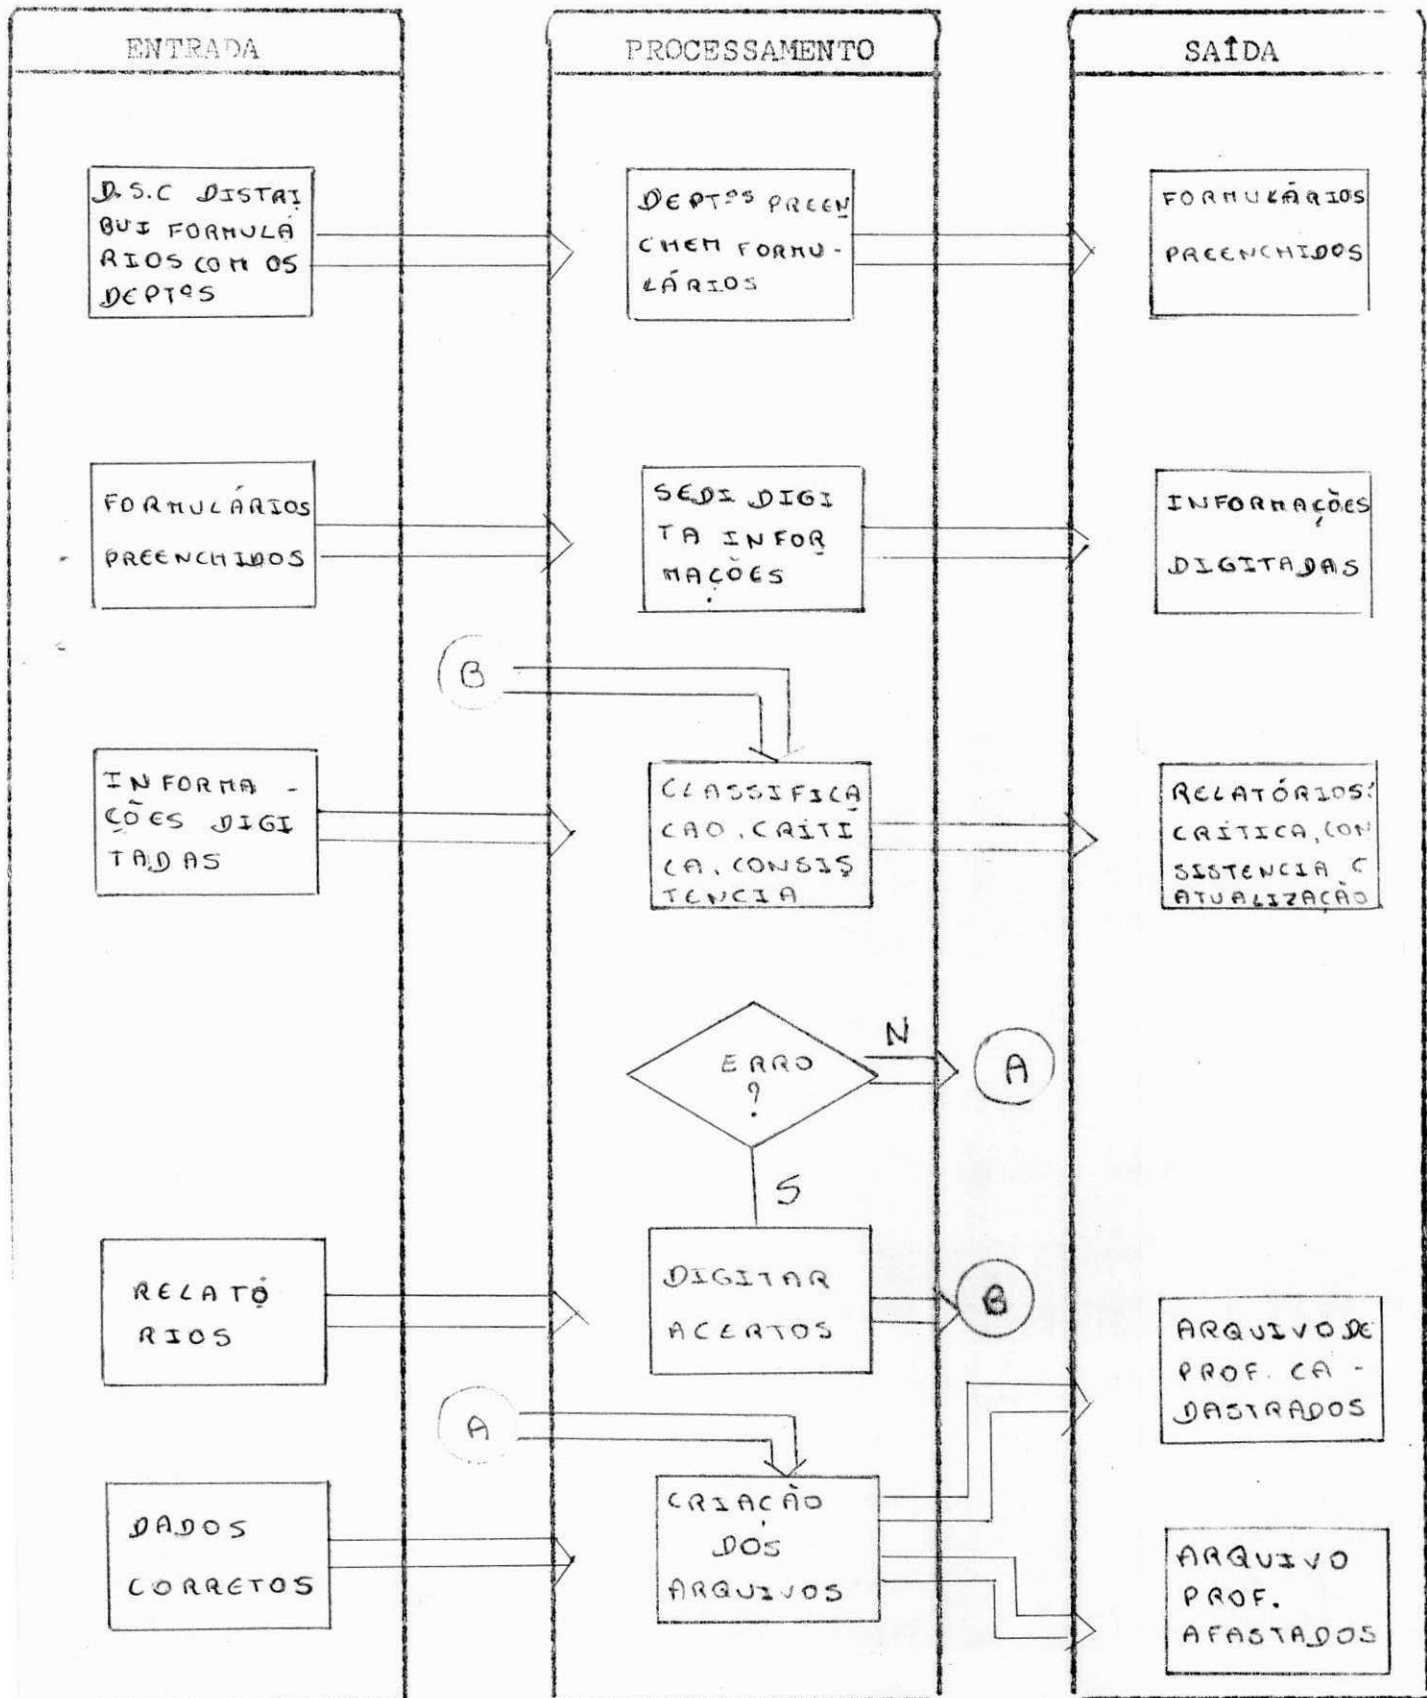 ENTRADA
PROCESSAMENTO
SAÍDA
D.S.C DISTRI
BUI FORMULÁ
RIOS COM OS
DEPTOS
DEPTOS PREEN
CHEM FORMU-
LÁRIOS
FORMULÁRIOS
PREENCHIDOS
FORMULÁRIOS
PREENCHIDOS
SEDI DIGI
TA INFOR
MAÇÕES
INFORMAÇÕES
DIGITADAS
B
INFORMA-
ÇÕES DIGI
TADAS
CLASSIFICA
CAO, CRÍTI
CA, CONSIS
TENCIA
RELATÓRIOS:
CRÍTICA, CON
SISTENCIA E
ATUALIZAÇÃO
ERRO
?
N
A
S
RELATÓ
RIOS
DIGITAR
ACERTOS
B
ARQUIVO DE
PROF. CA-
DASTRADOS
A
DADOS
CORRETOS
CRIAÇÃO
DOS
ARQUIVOS
ARQUIVO
PROF.
AFASTADOS